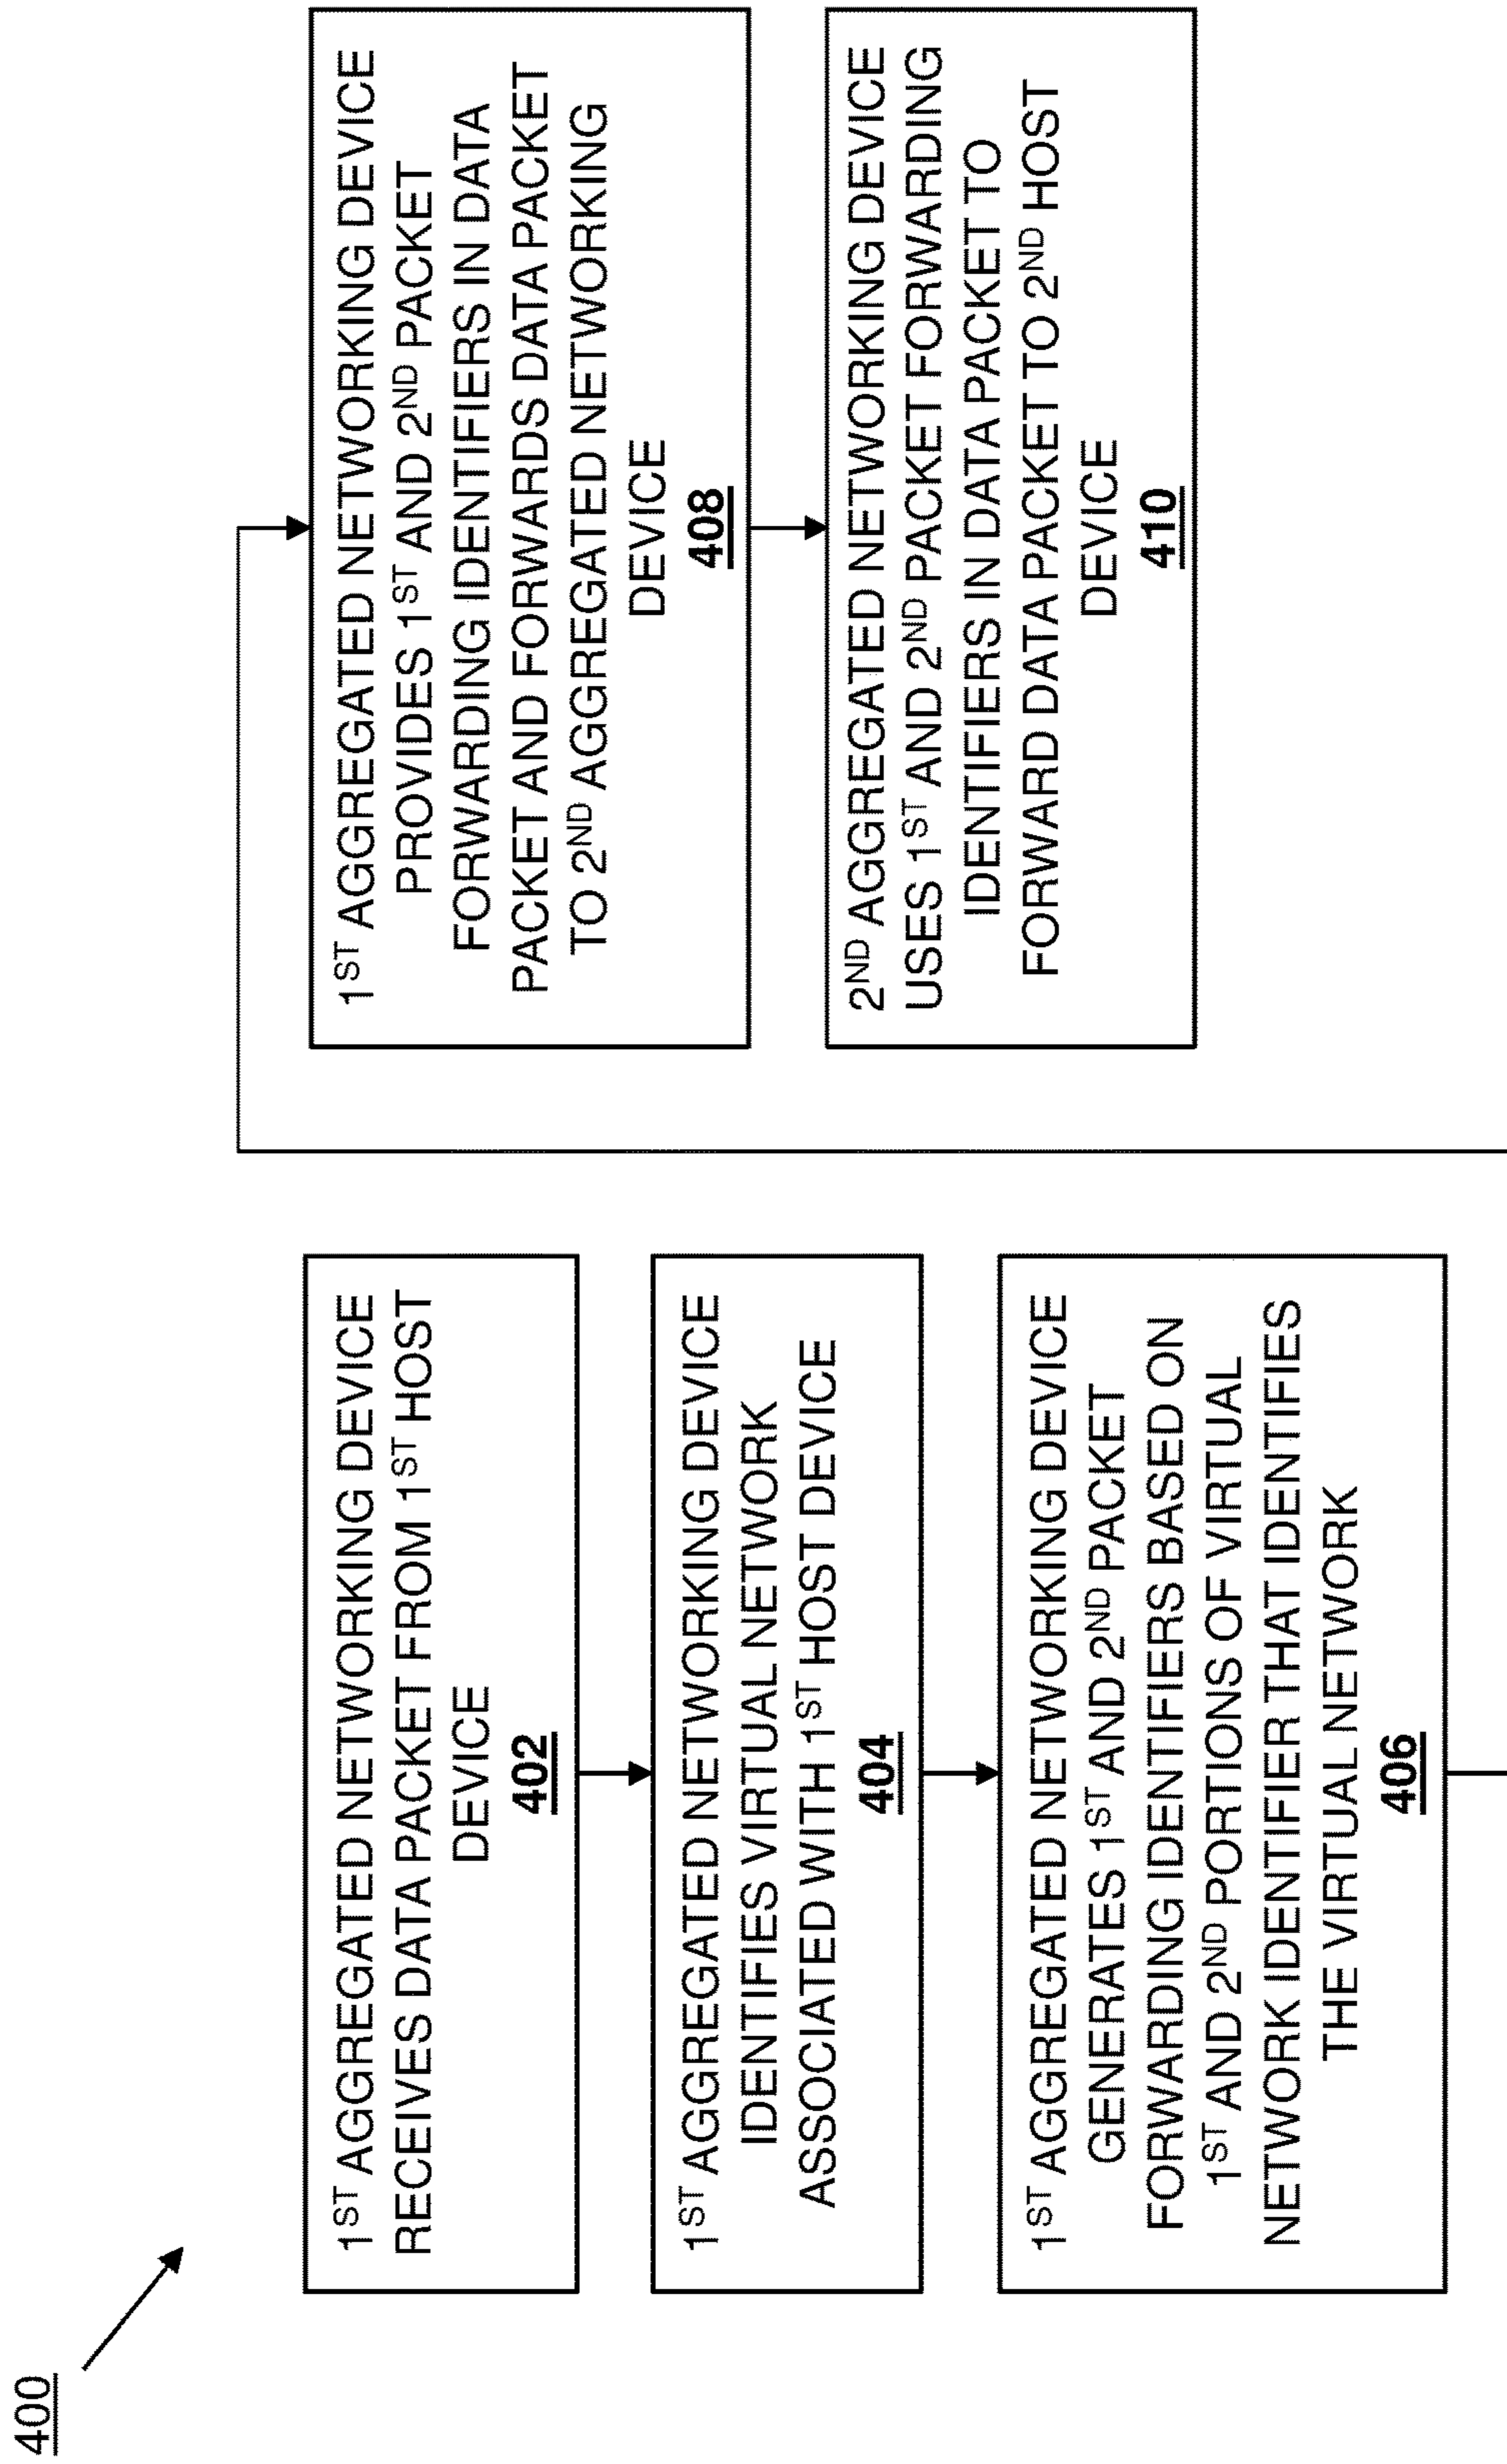 400
1ST AGGREGATED NETWORKING DEVICE
RECEIVES DATA PACKET FROM 1ST HOST
DEVICE
402
1ST AGGREGATED NETWORKING DEVICE
IDENTIFIES VIRTUAL NETWORK
ASSOCIATED WITH 1ST HOST DEVICE
404
1ST AGGREGATED NETWORKING DEVICE
GENERATES 1ST AND 2ND PACKET
FORWARDING IDENTIFIERS BASED ON
1ST AND 2ND PORTIONS OF VIRTUAL
NETWORK IDENTIFIER THAT IDENTIFIES
THE VIRTUAL NETWORK
406
1ST AGGREGATED NETWORKING DEVICE
PROVIDES 1ST AND 2ND PACKET
FORWARDING IDENTIFIERS IN DATA
PACKET AND FORWARDS DATA PACKET
TO 2ND AGGREGATED NETWORKING
DEVICE
408
2ND AGGREGATED NETWORKING DEVICE
USES 1ST AND 2ND PACKET FORWARDING
IDENTIFIERS IN DATA PACKET TO
FORWARD DATA PACKET TO 2ND HOST
DEVICE
410